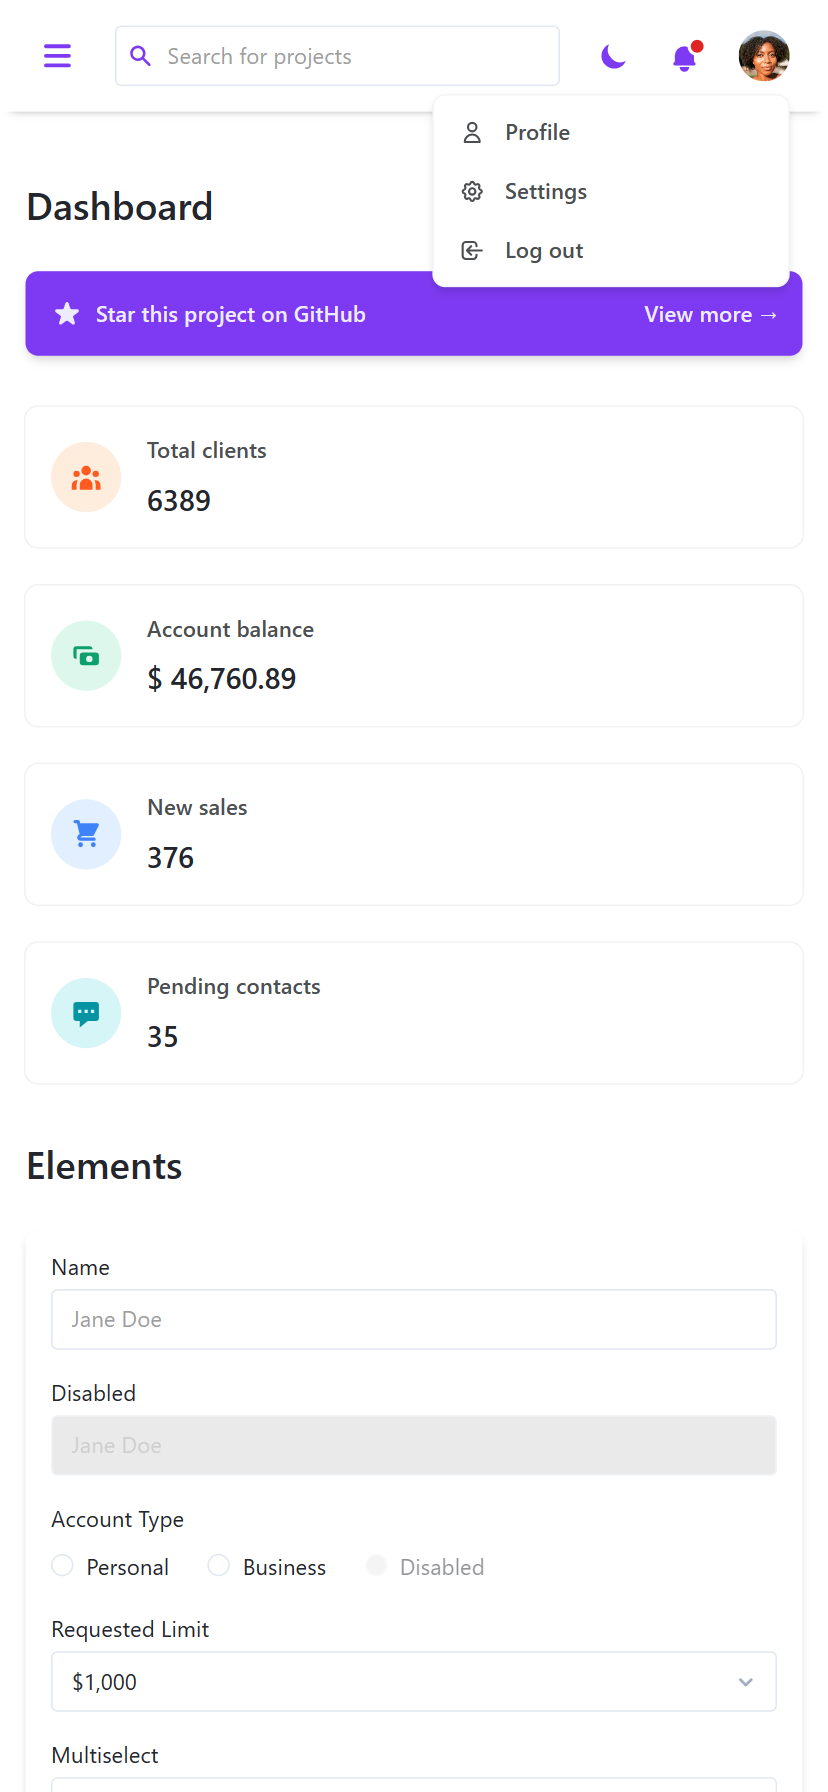 Search for projects
Profile
Settings
Log out
Dashboard
Star this project on GitHub
View more →
Total clients
6389
Account balance
$ 46,760.89
New sales
376
Pending contacts
35
Elements
Name
Jane Doe
Disabled
Jane Doe
Account Type
Personal Business Disabled
Requested Limit
$1,000
Multiselect